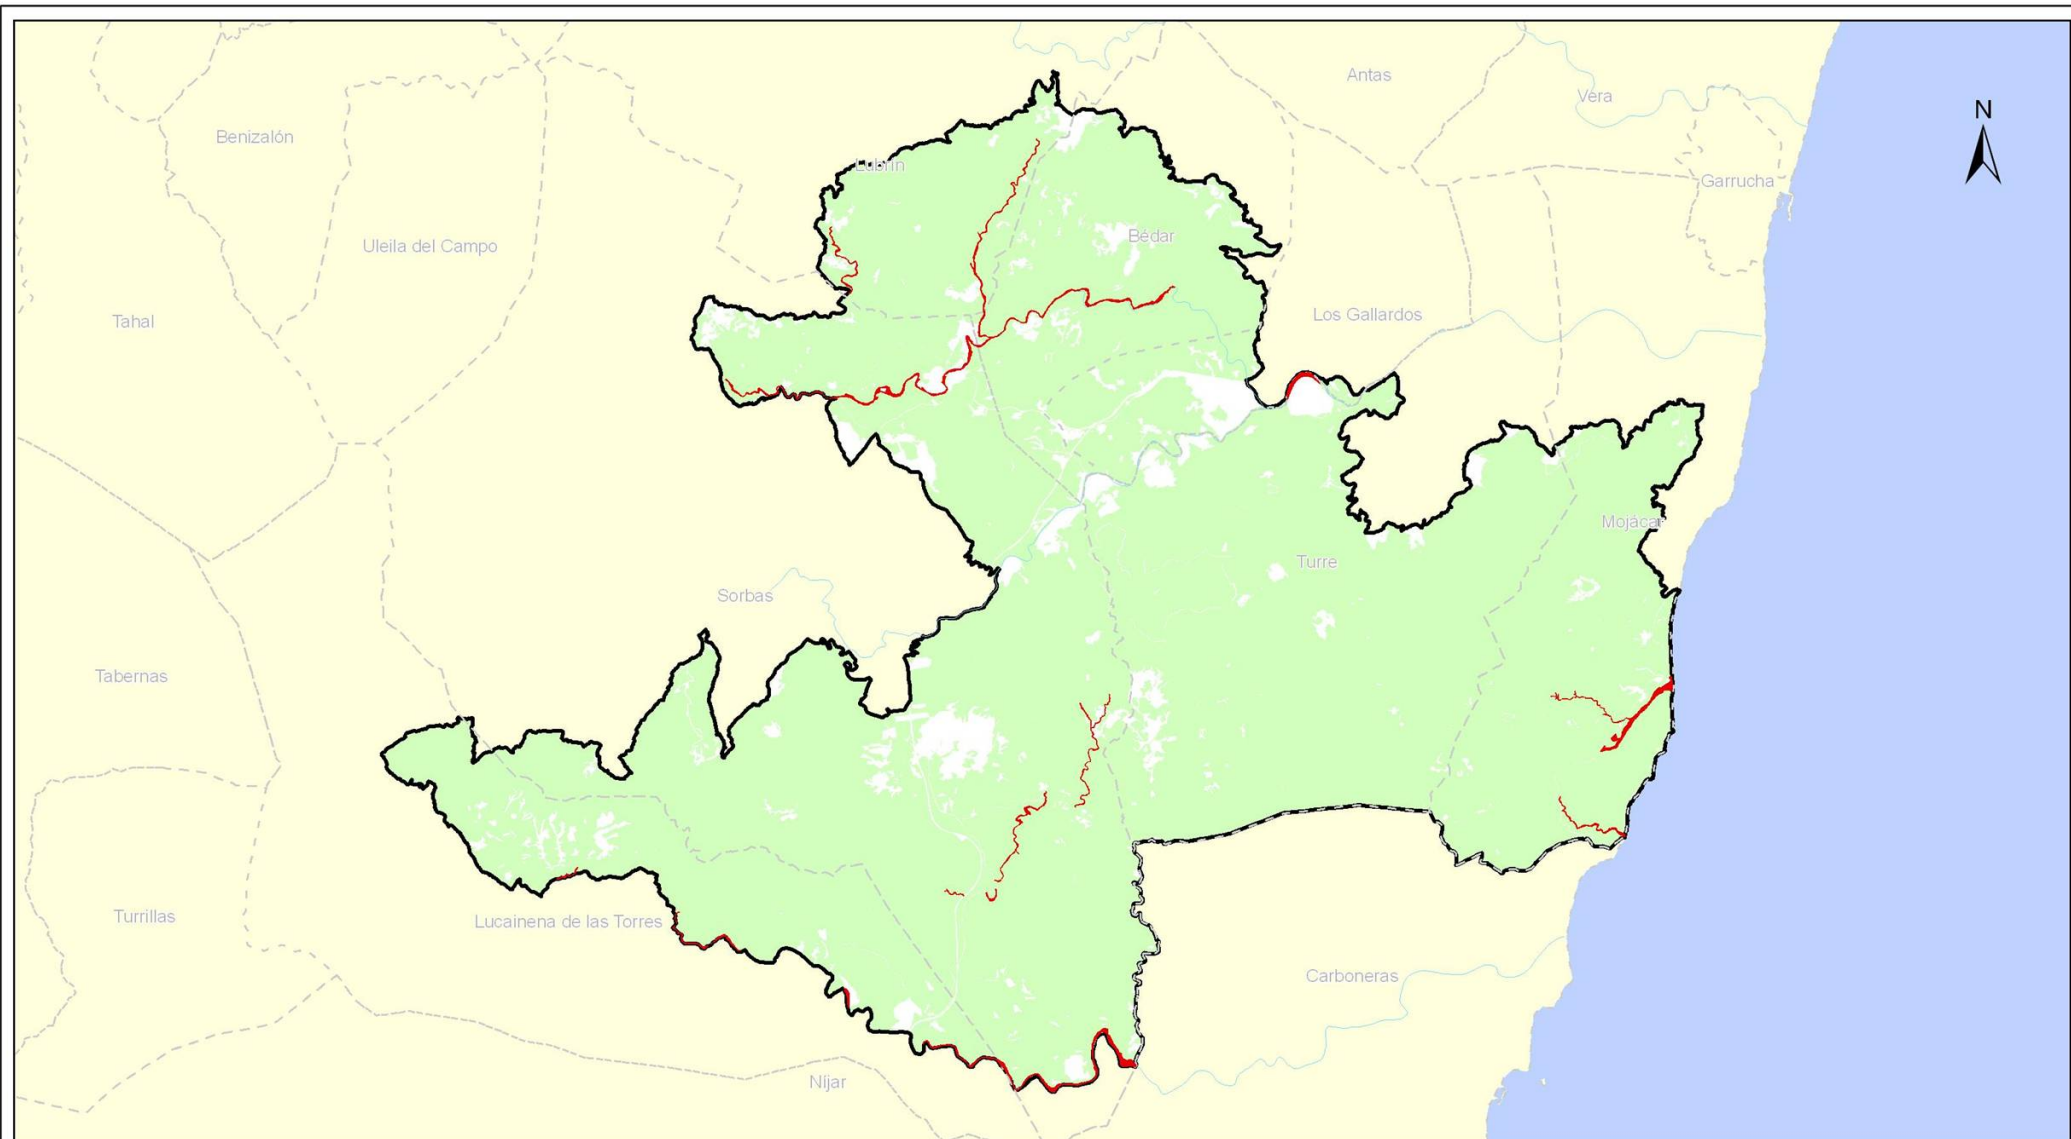 Antas
Vera
N
Benizalón
Lubrín
Garrucha
Bédar
Uleila del Campo
Los Gallardos
Tahal
Mojácar
Turre
Sorbas
Tabernas
Turrillas
Lucainena de las Torres
Carboneras
Níjar